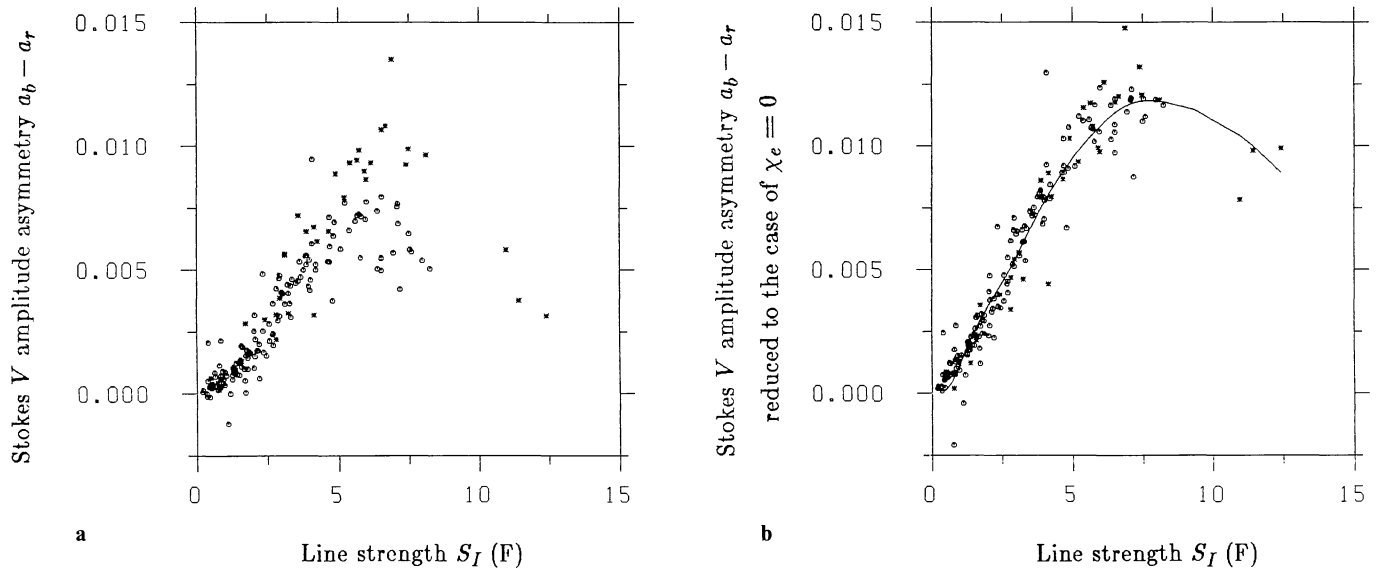 Stokes V amplitude asymmetry a_b − a_r
0.015
0.010
0.005
0.000
0
5
10
15
a
Line strength S_I (F)
Stokes V amplitude asymmetry a_b − a_r
reduced to the case of χ_e = 0
0.015
0.010
0.005
0.000
0
5
10
15
b
Line strength S_I (F)